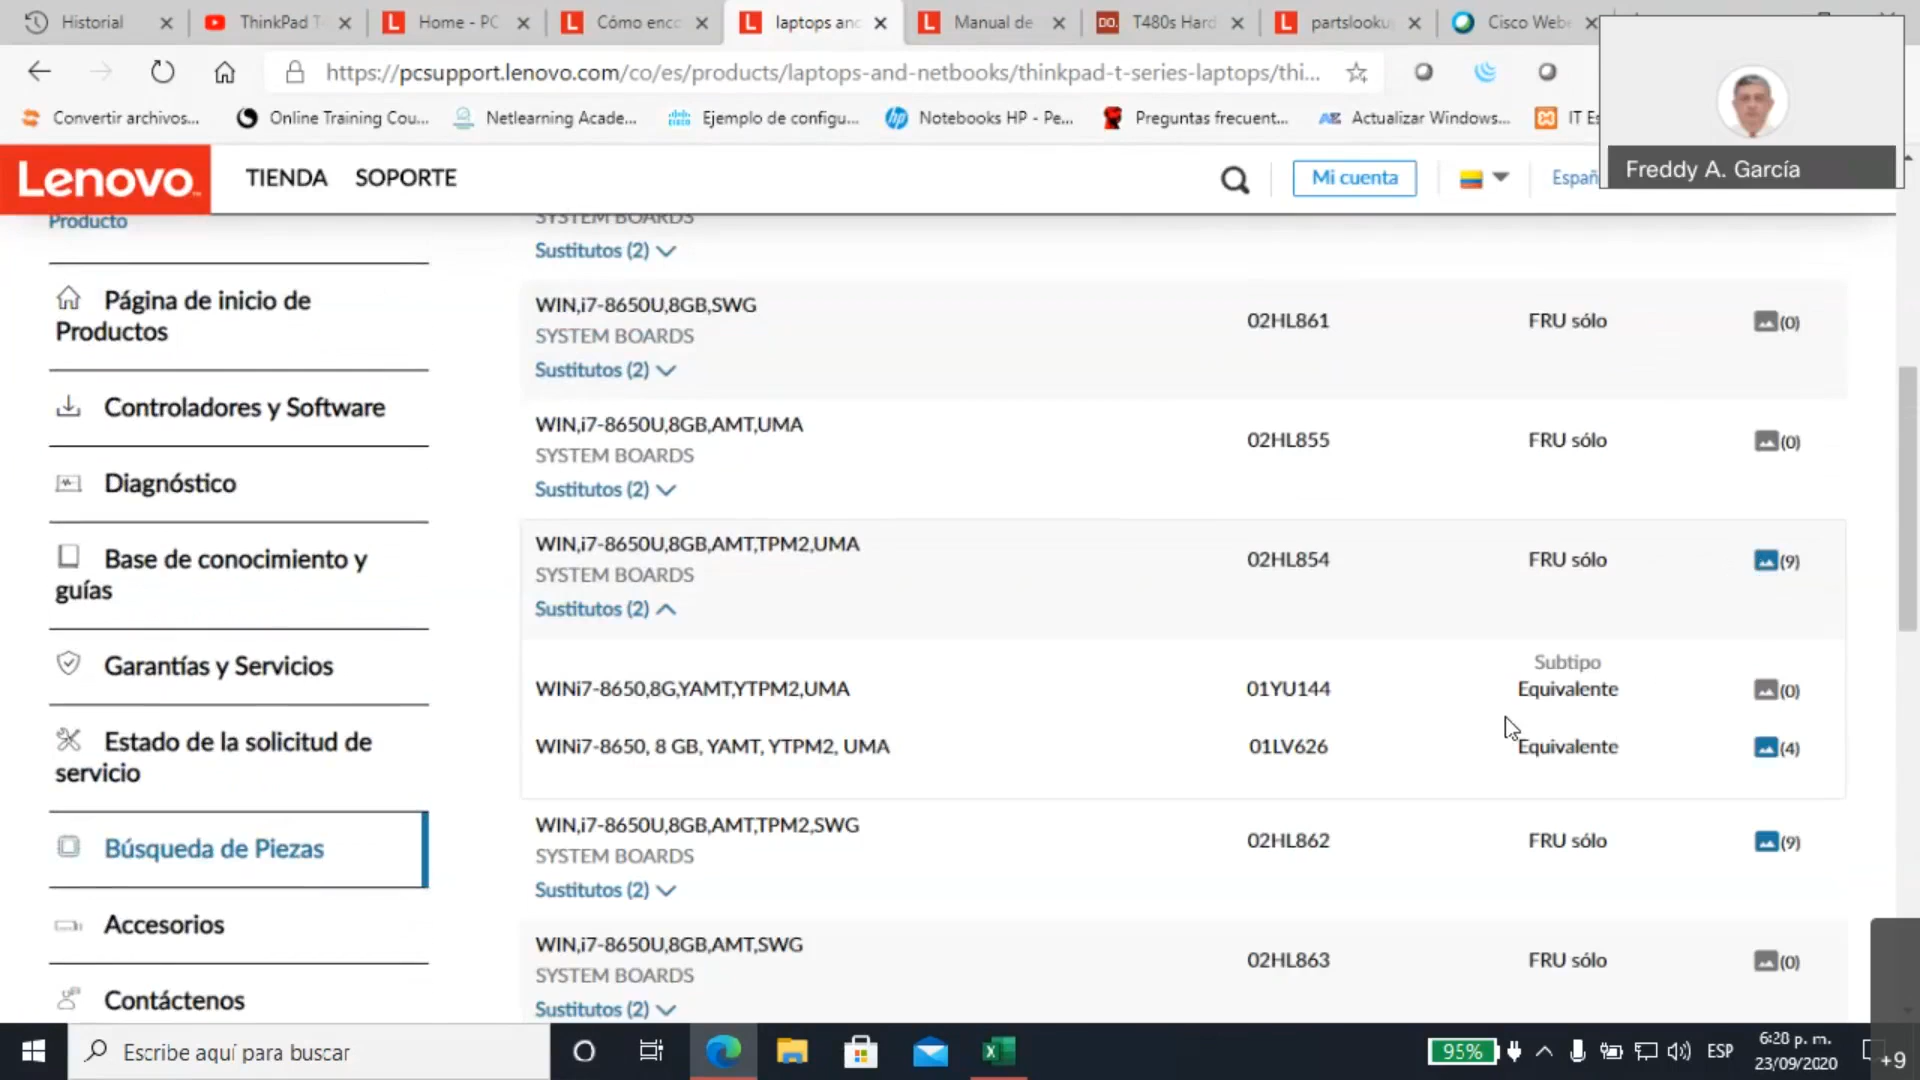 Historial
ThinkPad T
Home - PC
Cómo enco
laptops and
Manual de
T480s Hard
partslooku
Cisco Web
https://pcsupport.lenovo.com/co/es/products/laptops-and-netbooks/thinkpad-t-series-laptops/thi...
Convertir archivos...
Online Training Cou...
Netlearning Acade...
Ejemplo de configu...
Notebooks HP - Pe...
Preguntas frecuent...
Actualizar Windows...
IT Es
Freddy A. García
Lenovo
TIENDA
SOPORTE
Mi cuenta
Españ
Producto
Página de inicio de
Productos
Controladores y Software
Diagnóstico
Base de conocimiento y
guías
Garantías y Servicios
Estado de la solicitud de
servicio
Búsqueda de Piezas
Accesorios
Contáctenos
SYSTEM BOARDS
Sustitutos (2)
WIN,i7-8650U,8GB,SWG
02HL861
FRU sólo
(0)
SYSTEM BOARDS
Sustitutos (2)
WIN,i7-8650U,8GB,AMT,UMA
02HL855
FRU sólo
(0)
SYSTEM BOARDS
Sustitutos (2)
WIN,i7-8650U,8GB,AMT,TPM2,UMA
02HL854
FRU sólo
(9)
SYSTEM BOARDS
Sustitutos (2)
Subtipo
WINi7-8650,8G,YAMT,YTPM2,UMA
01YU144
Equivalente
(0)
WINi7-8650, 8 GB, YAMT, YTPM2, UMA
01LV626
Equivalente
(4)
WIN,i7-8650U,8GB,AMT,TPM2,SWG
02HL862
FRU sólo
(9)
SYSTEM BOARDS
Sustitutos (2)
WIN,i7-8650U,8GB,AMT,SWG
02HL863
FRU sólo
(0)
SYSTEM BOARDS
Sustitutos (2)
Escribe aquí para buscar
95%
ESP
6:28 p. m.
23/09/2020
+9